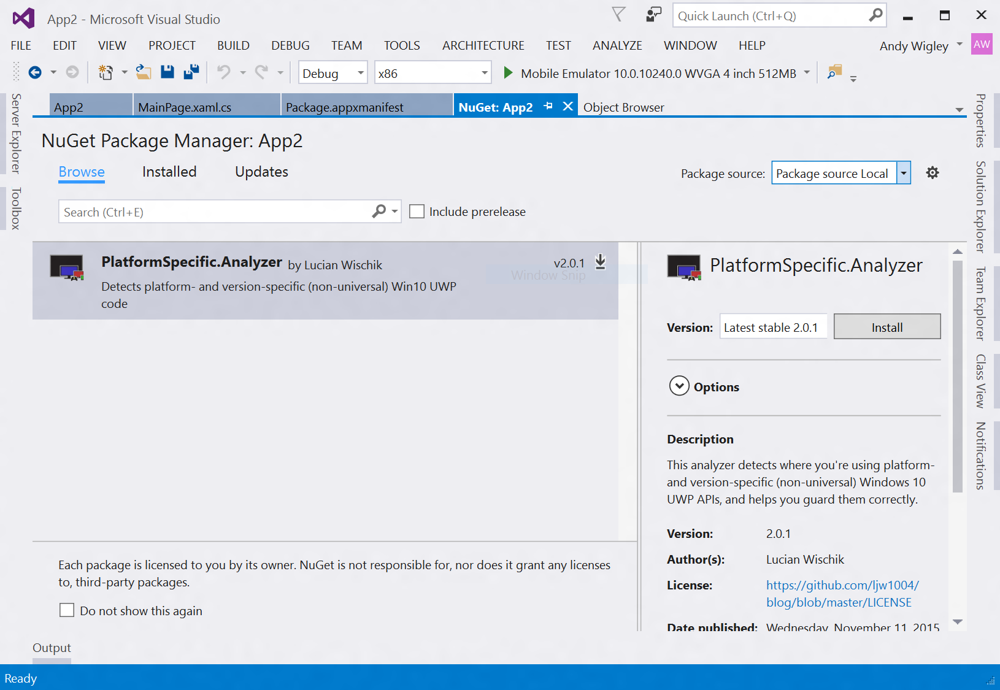 App2 - Microsoft Visual Studio
Quick Launch (Ctrl+Q)
FILE EDIT VIEW PROJECT BUILD DEBUG TEAM TOOLS ARCHITECTURE TEST ANALYZE WINDOW HELP
Andy Wigley
AW
Debug
x86
Mobile Emulator 10.0.10240.0 WVGA 4 inch 512MB
Server Explorer
Toolbox
App2
MainPage.xaml.cs
Package.appxmanifest
NuGet: App2
Object Browser
NuGet Package Manager: App2
Browse
Installed
Updates
Package source:
Package source Local
Search (Ctrl+E)
Include prerelease
PlatformSpecific.Analyzer by Lucian Wischik
v2.0.1
Window Snip
Detects platform- and version-specific (non-universal) Win10 UWP
code
PlatformSpecific.Analyzer
Version:
Latest stable 2.0.1
Install
Options
Description
This analyzer detects where you're using platform-
and version-specific (non-universal) Windows 10
UWP APIs, and helps you guard them correctly.
Version: 2.0.1
Author(s): Lucian Wischik
License: https://github.com/ljw1004/
blog/blob/master/LICENSE
Date published: Wednesday, November 11, 2015
Each package is licensed to you by its owner. NuGet is not responsible for, nor does it grant any licenses
to, third-party packages.
Do not show this again
Properties
Solution Explorer
Team Explorer
Class View
Notifications
Output
Ready